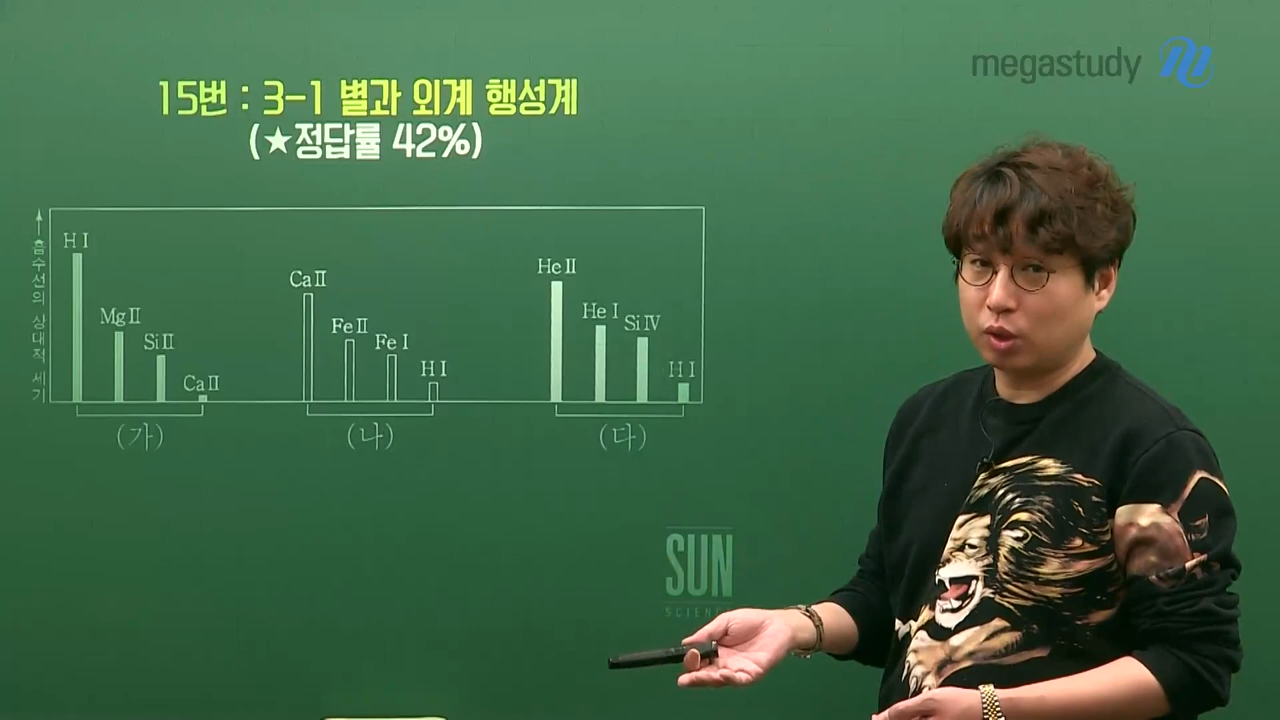 megastudy
15번 : 3-1 별과 외계 행성계
(★정답률 42%)
흡수선의 상대적 세기
H I
Mg II
Si II
Ca II
(가)
Ca II
Fe II
Fe I
H I
(나)
He II
He I
Si IV
H I
(다)
SUN
SCIENCE